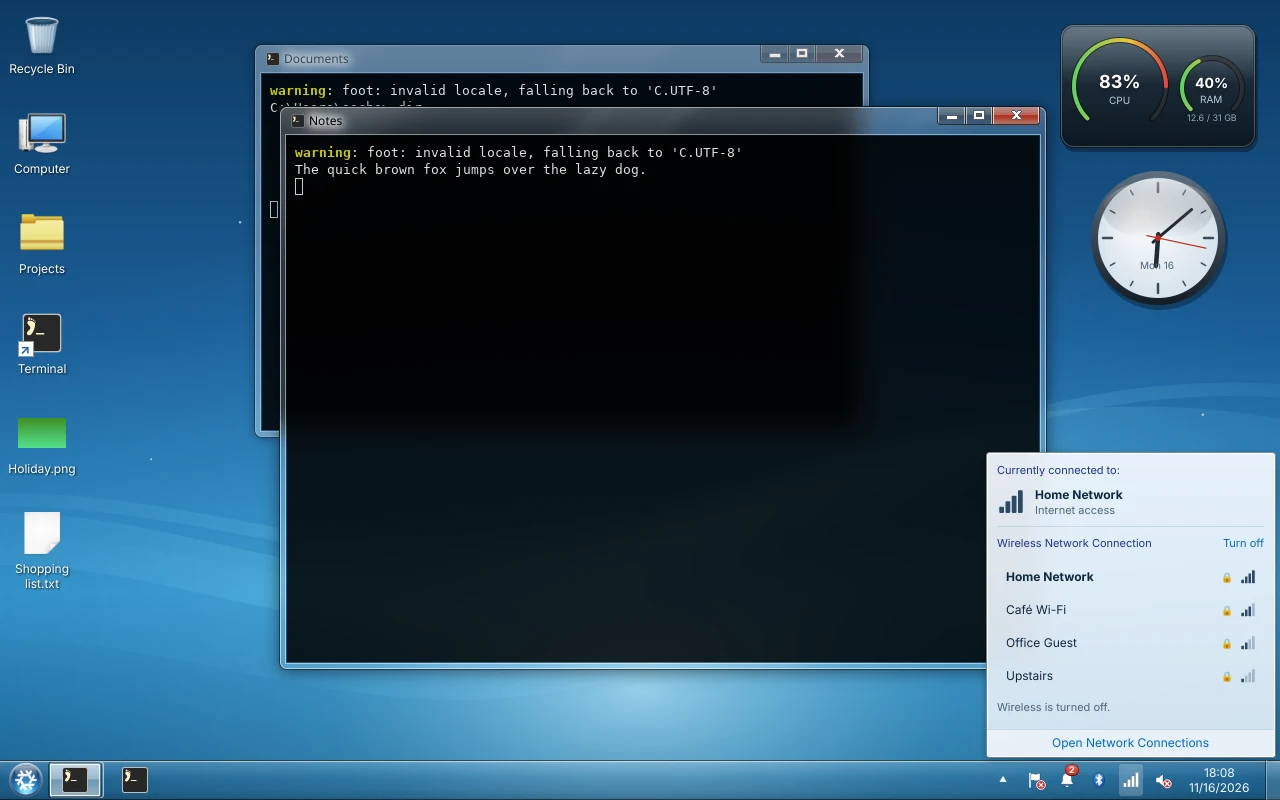 Recycle Bin
Computer
Projects
Terminal
Holiday.png
Shopping
list.txt
Documents
warning: foot: invalid locale, falling back to 'C.UTF-8'
Notes
warning: foot: invalid locale, falling back to 'C.UTF-8'
The quick brown fox jumps over the lazy dog.
83%
CPU
40%
RAM
12.6 / 31 GB
Mon 16
Currently connected to:
Home Network
Internet access
Wireless Network Connection Turn off
Home Network
Café Wi-Fi
Office Guest
Upstairs
Wireless is turned off.
Open Network Connections
2
18:08
11/16/2026